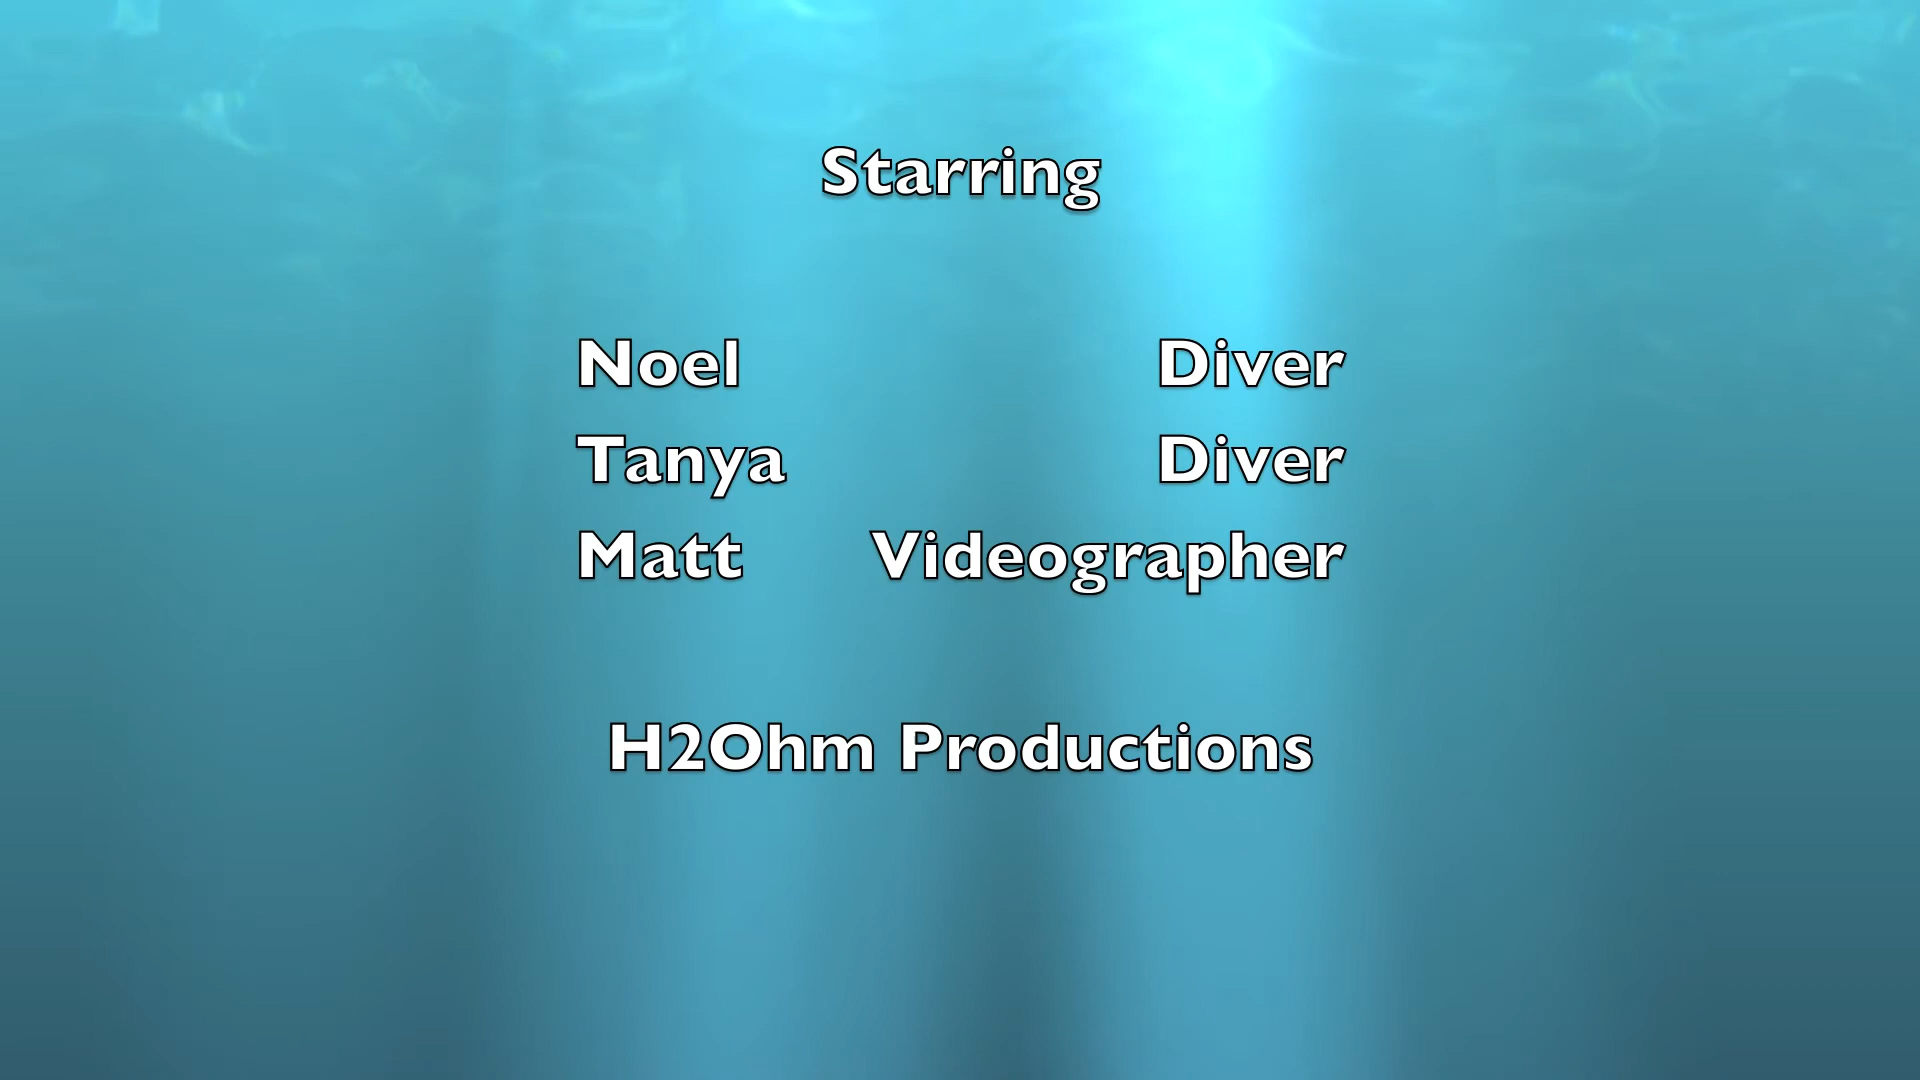 Starring
Noel Diver
Tanya Diver
Matt Videographer
H2Ohm Productions